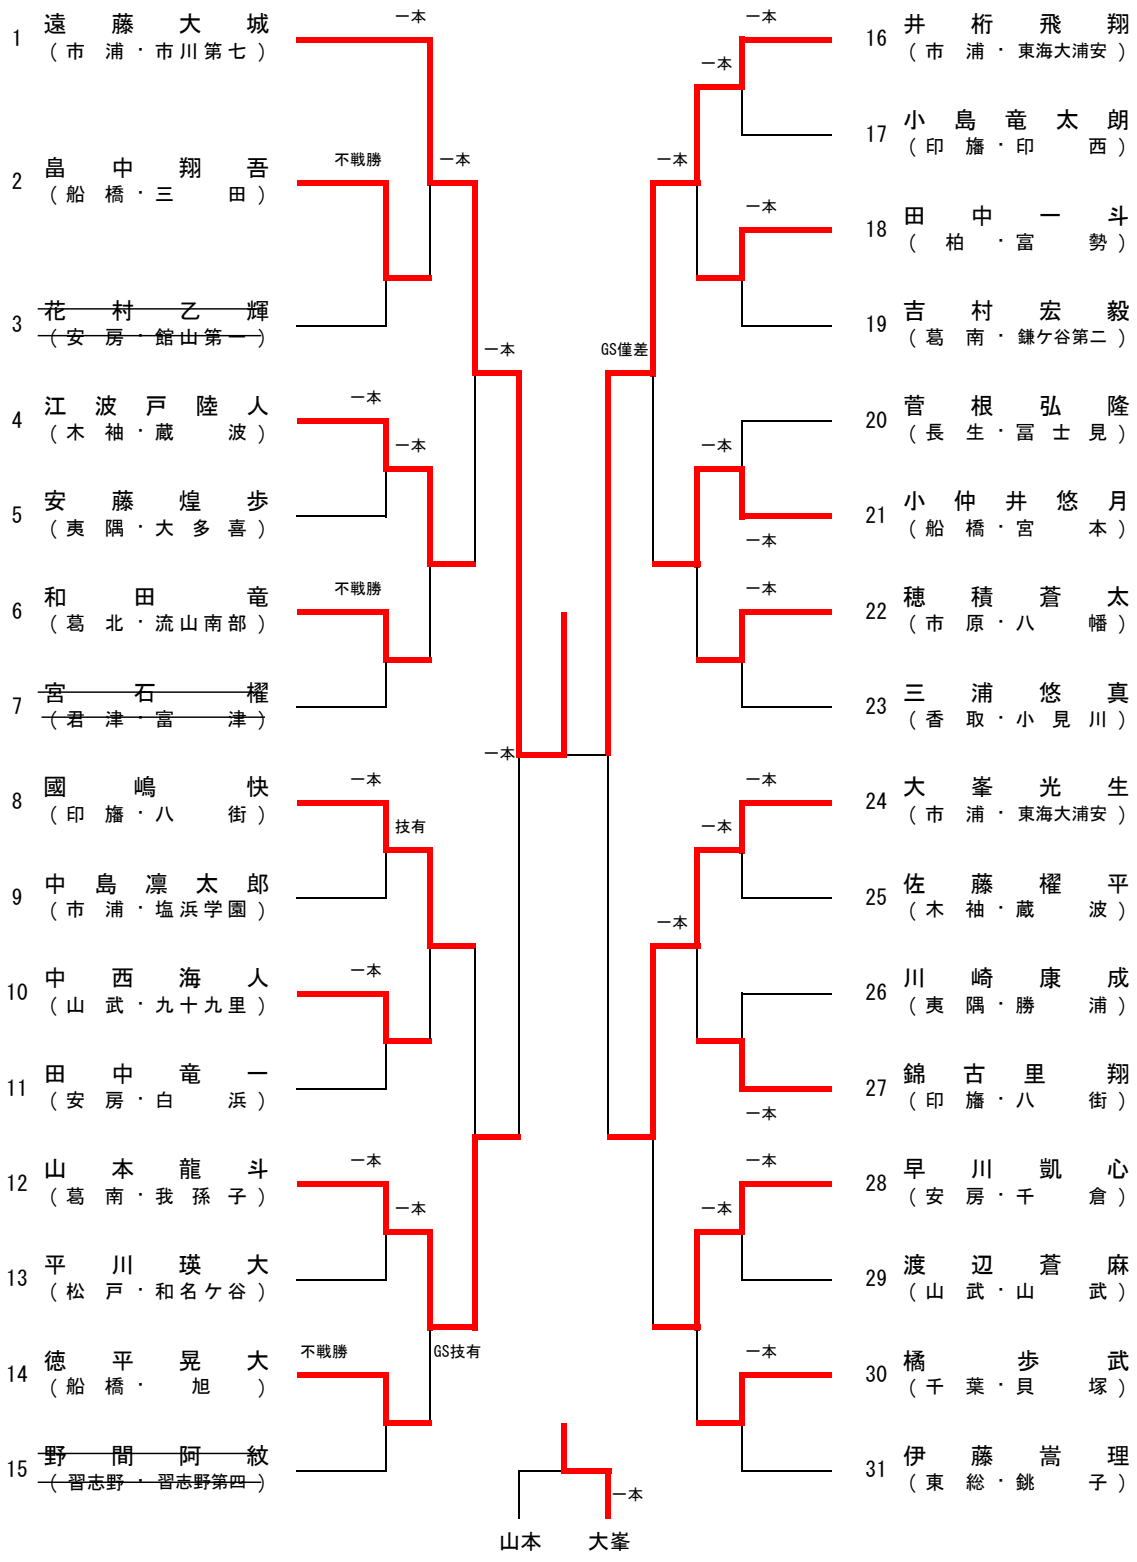 1 遠藤大城
(市浦・市川第七)
2 畠中翔吾
(船橋・三田)
3 花村乙輝
(安房・館山第一)
4 江波戸陸人
(木袖・蔵波)
5 安藤煌歩
(夷隅・大多喜)
6 和田竜
(葛北・流山南部)
7 宮石櫂
(君津・富津)
8 國嶋快
(印旛・八街)
9 中島凛太郎
(市浦・塩浜学園)
10 中西海人
(山武・九十九里)
11 田中竜一
(安房・白浜)
12 山本龍斗
(葛南・我孫子)
13 平川瑛大
(松戸・和名ケ谷)
14 徳平晃大
(船橋・旭)
15 野間阿紋
(習志野・習志野第四)
一本
不戦勝
一本
一本
一本
一本
不戦勝
一本
一本
技有
一本
一本
一本
不戦勝
GS技有
16 井桁飛翔
(市浦・東海大浦安)
17 小島竜太朗
(印旛・印西)
18 田中一斗
(柏・富勢)
19 吉村宏毅
(葛南・鎌ケ谷第二)
20 菅根弘隆
(長生・冨士見)
21 小仲井悠月
(船橋・宮本)
22 穂積蒼太
(市原・八幡)
23 三浦悠真
(香取・小見川)
24 大峯光生
(市浦・東海大浦安)
25 佐藤櫂平
(木袖・蔵波)
26 川崎康成
(夷隅・勝浦)
27 錦古里翔
(印旛・八街)
28 早川凱心
(安房・千倉)
29 渡辺蒼麻
(山武・山武)
30 橘歩武
(千葉・貝塚)
31 伊藤嵩理
(東総・銚子)
一本
一本
一本
一本
GS僅差
一本
一本
一本
一本
一本
一本
一本
一本
一本
一本
一本
山本 大峯